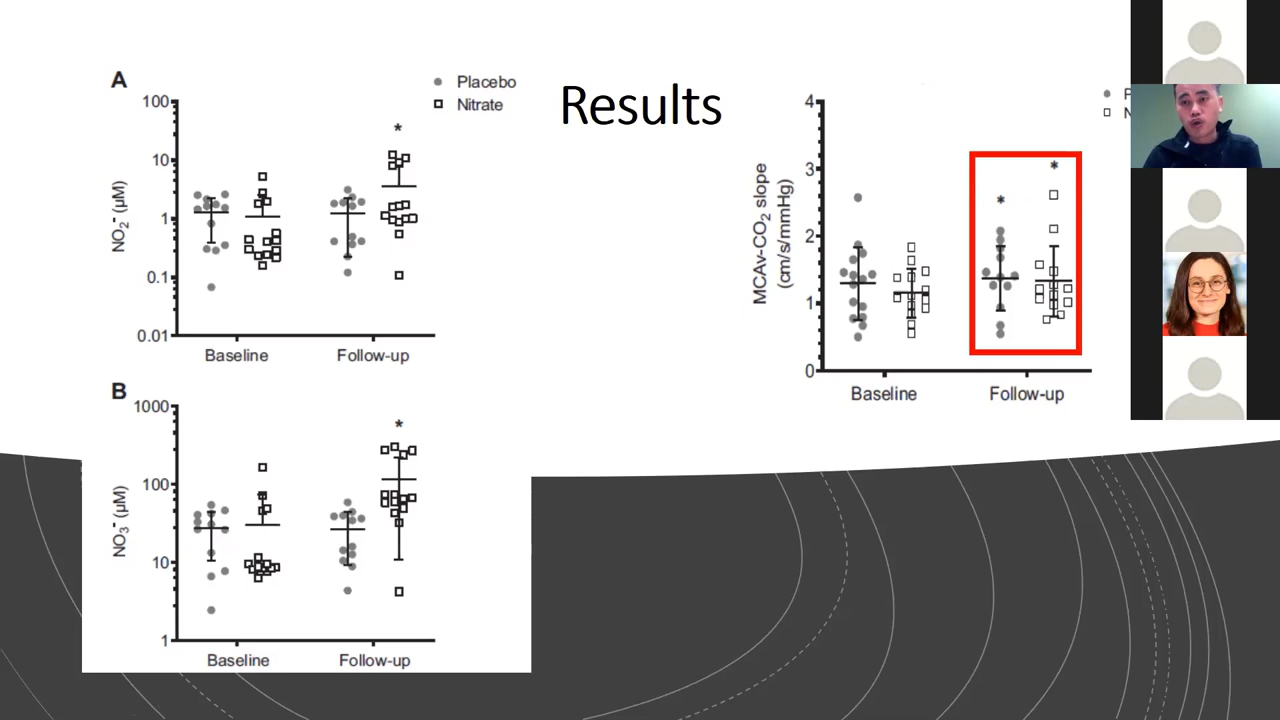 Results
A
Placebo
Nitrate
NO₂⁻ (µM)
100
*
10
1
0.1
0.01
Baseline
Follow-up
B
NO₃⁻ (µM)
1000
*
100
10
1
Baseline
Follow-up
MCAv-CO₂ slope
(cm/s/mmHg)
4
3
*
*
2
1
0
Baseline
Follow-up